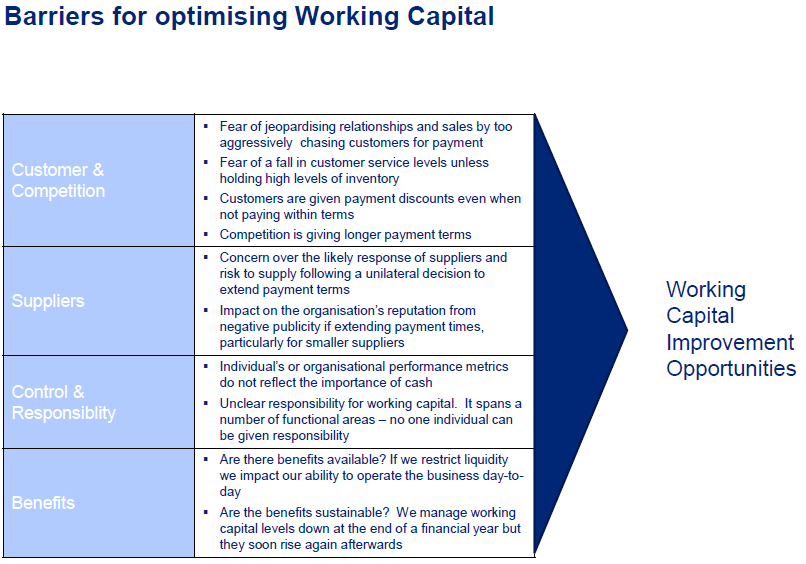 Barriers for optimising Working Capital
Customer &
Competition
▪ Fear of jeopardising relationships and sales by too
aggressively chasing customers for payment
▪ Fear of a fall in customer service levels unless
holding high levels of inventory
▪ Customers are given payment discounts even when
not paying within terms
▪ Competition is giving longer payment terms
Suppliers
▪ Concern over the likely response of suppliers and
risk to supply following a unilateral decision to
extend payment terms
▪ Impact on the organisation's reputation from
negative publicity if extending payment times,
particularly for smaller suppliers
Control &
Responsiblity
▪ Individual's or organisational performance metrics
do not reflect the importance of cash
▪ Unclear responsibility for working capital. It spans a
number of functional areas – no one individual can
be given responsibility
Benefits
▪ Are there benefits available? If we restrict liquidity
we impact our ability to operate the business day-to-
day
▪ Are the benefits sustainable? We manage working
capital levels down at the end of a financial year but
they soon rise again afterwards
Working
Capital
Improvement
Opportunities